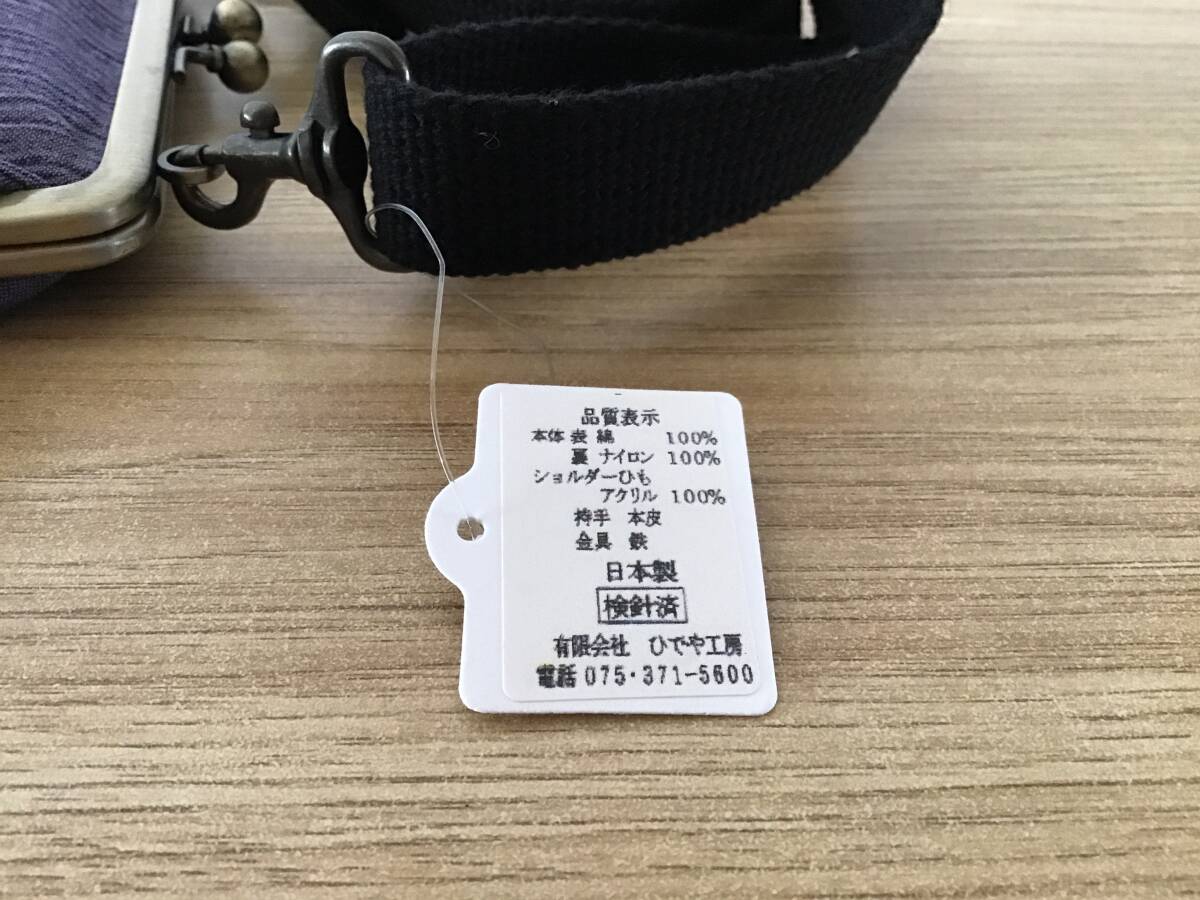 品質表示
本体 表 綿 100%
裏 ナイロン 100%
ショルダーひも
アクリル 100%
持手 本皮
金具 鉄
日本製
検針済
有限会社 ひでや工房
電話 075・371-5600